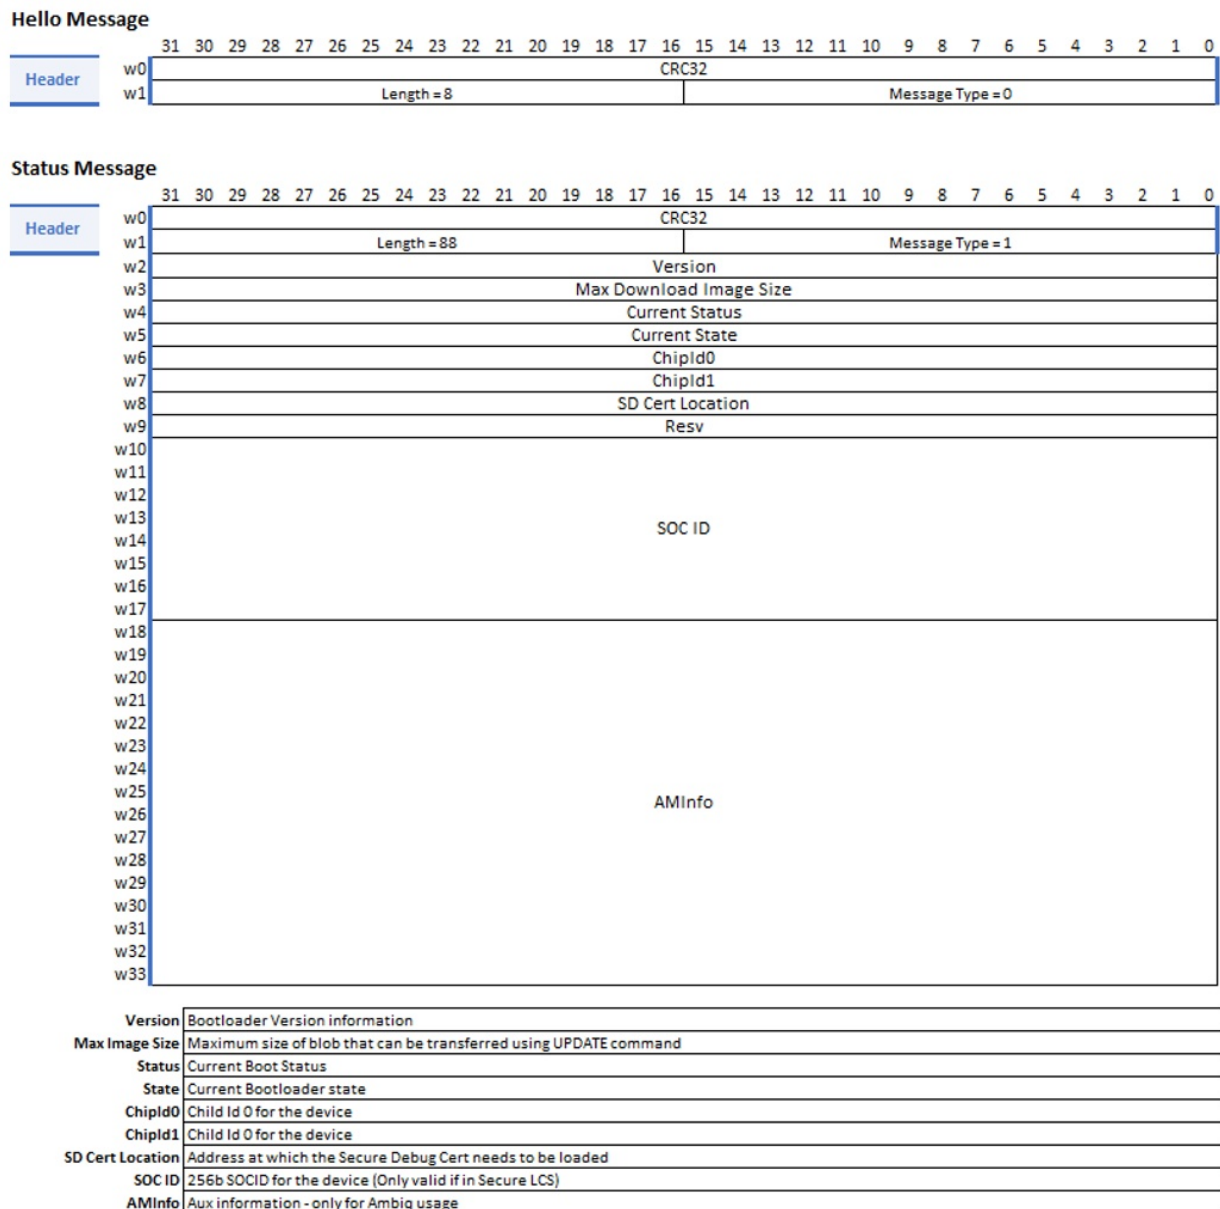 Hello Message
31 30 29 28 27 26 25 24 23 22 21 20 19 18 17 16 15 14 13 12 11 10 9 8 7 6 5 4 3 2 1 0
Header
w0 CRC32
w1 Length = 8 Message Type = 0
Status Message
31 30 29 28 27 26 25 24 23 22 21 20 19 18 17 16 15 14 13 12 11 10 9 8 7 6 5 4 3 2 1 0
Header
w0 CRC32
w1 Length = 88 Message Type = 1
w2 Version
w3 Max Download Image Size
w4 Current Status
w5 Current State
w6 ChipId0
w7 ChipId1
w8 SD Cert Location
w9 Resv
w10
w11
w12
w13
SOC ID
w14
w15
w16
w17
w18
w19
w20
w21
w22
w23
w24
w25
AMInfo
w26
w27
w28
w29
w30
w31
w32
w33
Version Bootloader Version information
Max Image Size Maximum size of blob that can be transferred using UPDATE command
Status Current Boot Status
State Current Bootloader state
ChipId0 Child Id 0 for the device
ChipId1 Child Id 0 for the device
SD Cert Location Address at which the Secure Debug Cert needs to be loaded
SOC ID 256b SOCID for the device (Only valid if in Secure LCS)
AMInfo Aux information - only for Ambiq usage